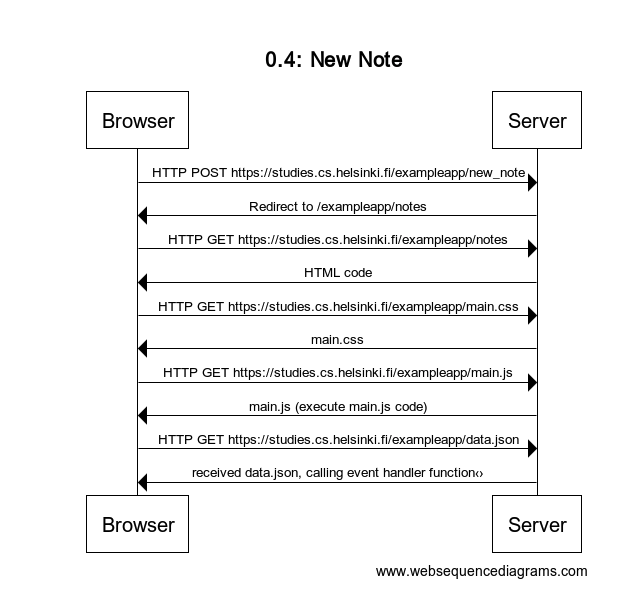 0.4: New Note
Browser Server
HTTP POST https://studies.cs.helsinki.fi/exampleapp/new_note
Redirect to /exampleapp/notes
HTTP GET https://studies.cs.helsinki.fi/exampleapp/notes
HTML code
HTTP GET https://studies.cs.helsinki.fi/exampleapp/main.css
main.css
HTTP GET https://studies.cs.helsinki.fi/exampleapp/main.js
main.js (execute main.js code)
HTTP GET https://studies.cs.helsinki.fi/exampleapp/data.json
received data.json, calling event handler function‹›
Browser Server
www.websequencediagrams.com